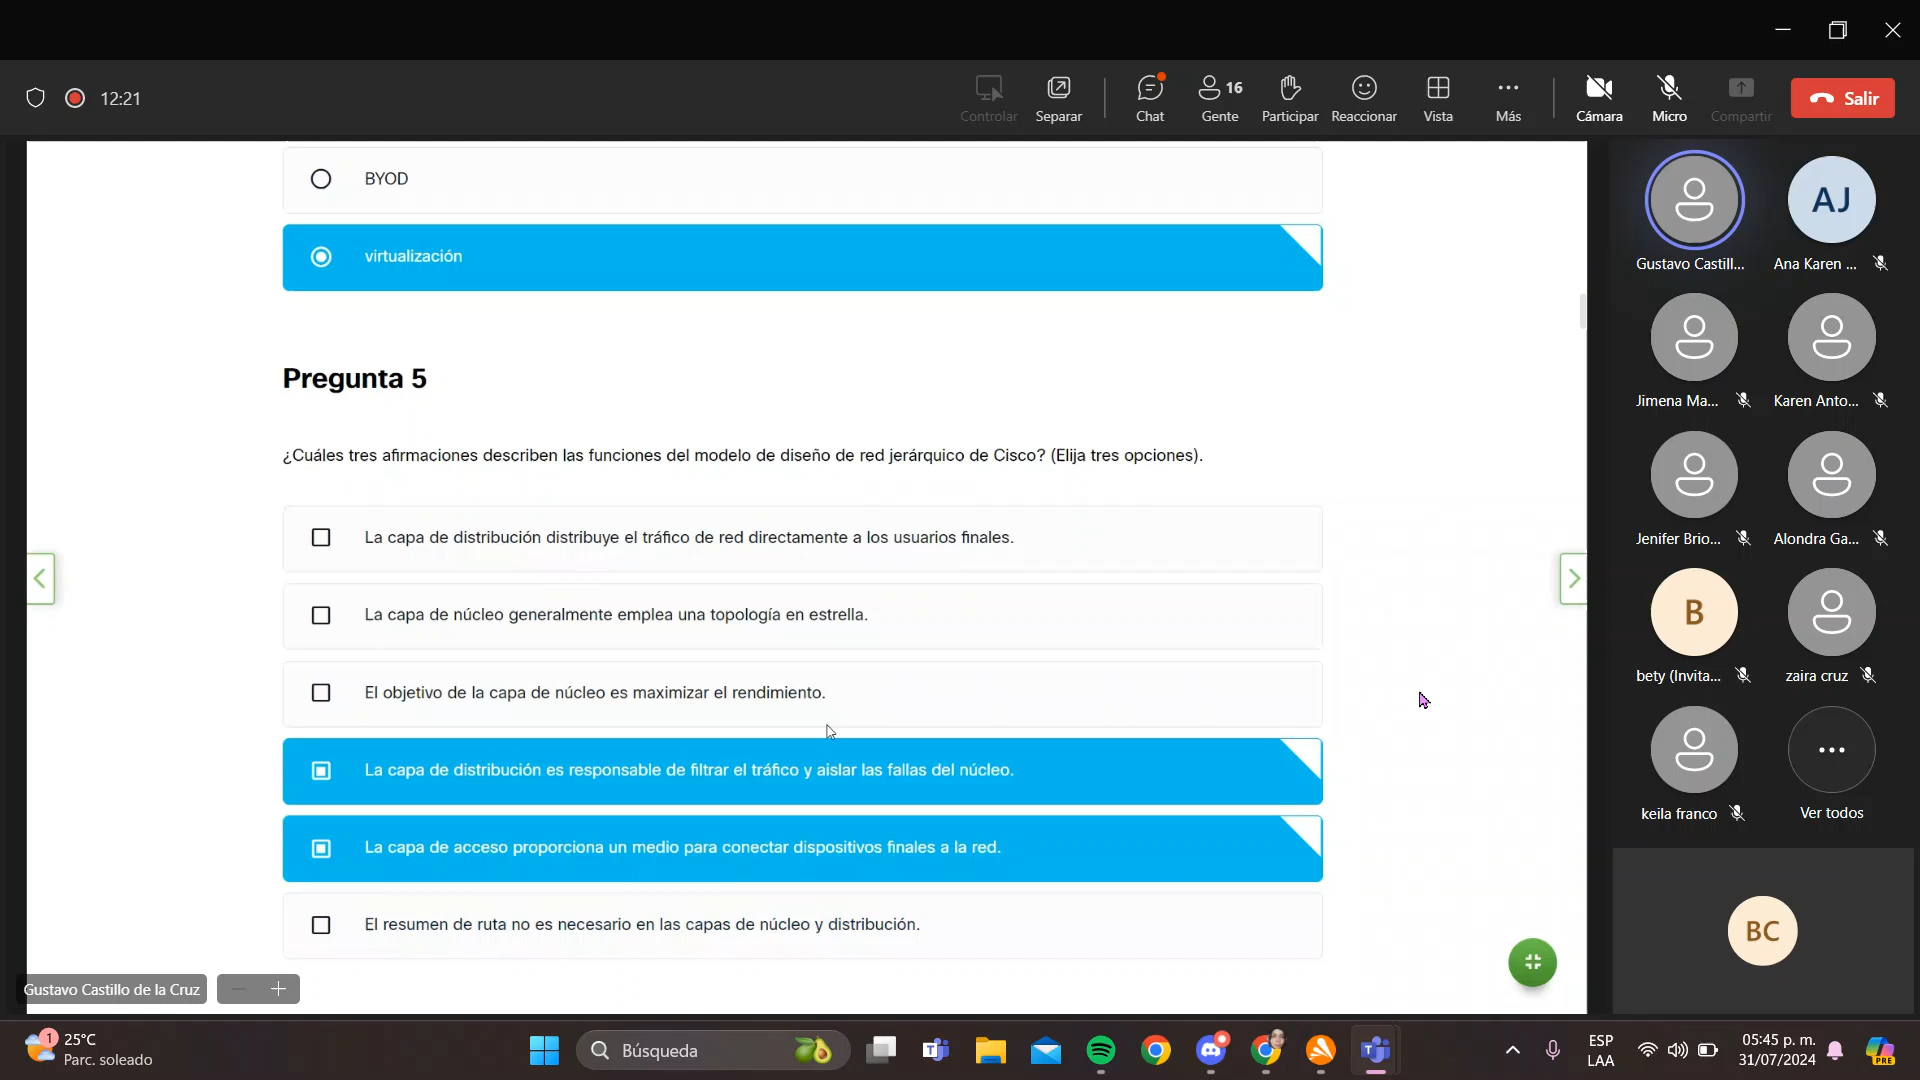 12:21
Controlar
Separar
Chat
16
Gente
Participar
Reaccionar
Vista
Más
Cámara
Micro
Compartir
Salir
BYOD
virtualización
Pregunta 5
¿Cuáles tres afirmaciones describen las funciones del modelo de diseño de red jerárquico de Cisco? (Elija tres opciones).
La capa de distribución distribuye el tráfico de red directamente a los usuarios finales.
La capa de núcleo generalmente emplea una topología en estrella.
El objetivo de la capa de núcleo es maximizar el rendimiento.
La capa de distribución es responsable de filtrar el tráfico y aislar las fallas del núcleo.
La capa de acceso proporciona un medio para conectar dispositivos finales a la red.
El resumen de ruta no es necesario en las capas de núcleo y distribución.
Gustavo Castillo de la Cruz
Gustavo Castill...
AJ
Ana Karen ...
Jimena Ma...
Karen Anto...
Jenifer Brio...
Alondra Ga...
B
bety (Invita...
zaira cruz
keila franco
Ver todos
BC
1
25°C
Parc. soleado
Búsqueda
ESP
LAA
05:45 p. m.
31/07/2024
PRE